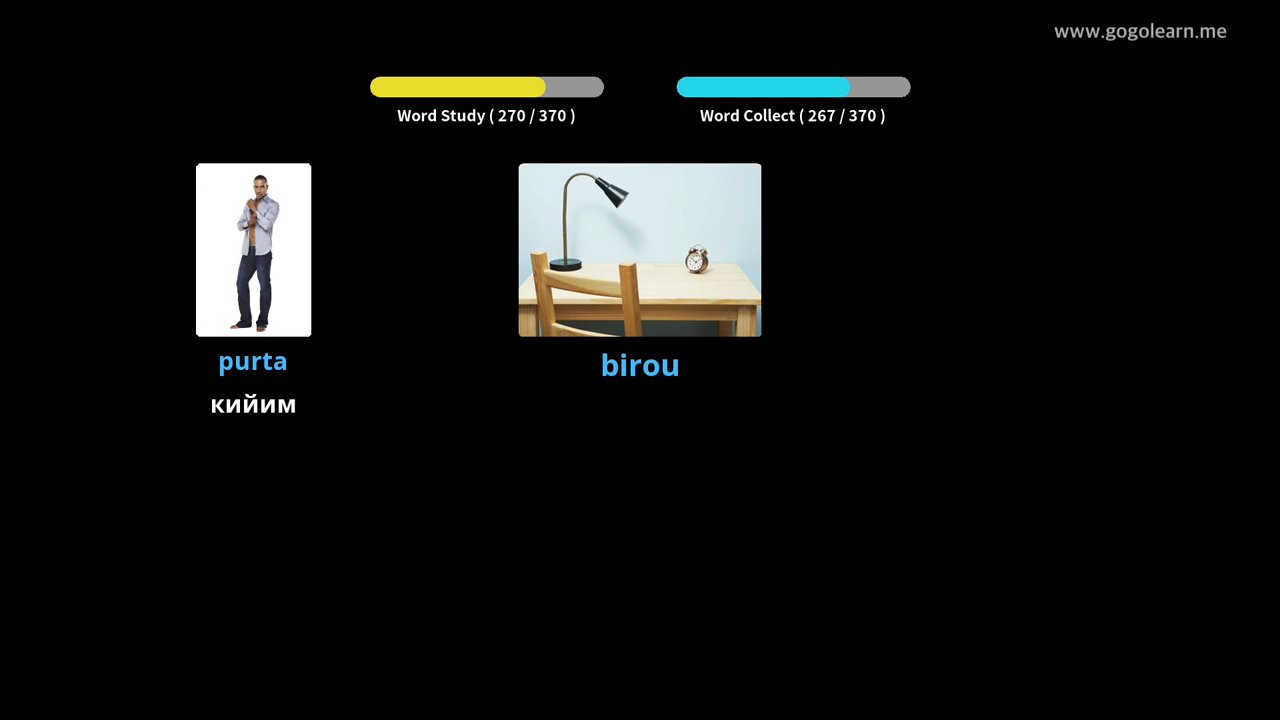 www.gogolearn.me
Word Study ( 270 / 370 )
Word Collect ( 267 / 370 )
purta
кийим
birou